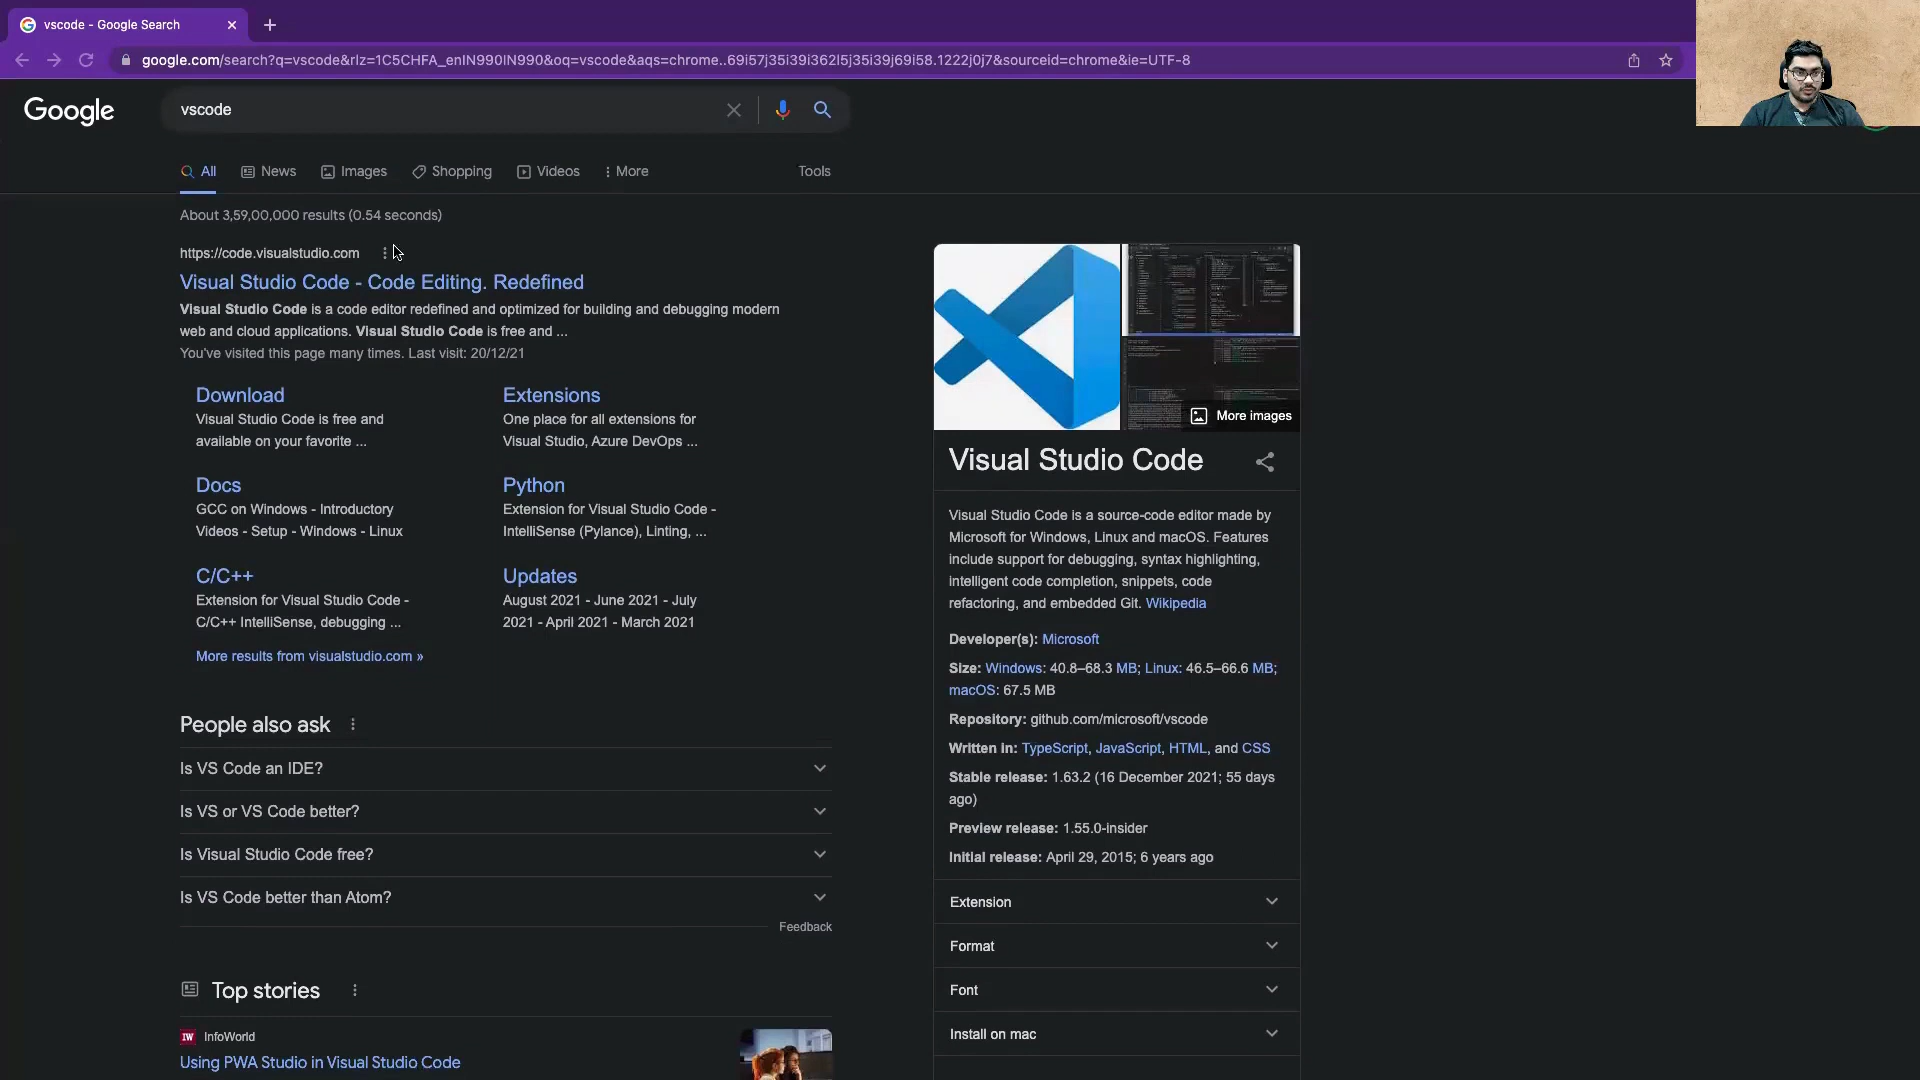 vscode - Google Search
google.com/search?q=vscode&rlz=1C5CHFA_enIN990IN990&oq=vscode&aqs=chrome..69i57j35i39i362l5j35i39j69i58.1222j0j7&sourceid=chrome&ie=UTF-8
Google
vscode
All
News
Images
Shopping
Videos
More
Tools
About 3,59,00,000 results (0.54 seconds)
https://code.visualstudio.com
Visual Studio Code - Code Editing. Redefined
Visual Studio Code is a code editor redefined and optimized for building and debugging modern
web and cloud applications. Visual Studio Code is free and ...
You've visited this page many times. Last visit: 20/12/21
Download
Visual Studio Code is free and
available on your favorite ...
Extensions
One place for all extensions for
Visual Studio, Azure DevOps ...
Docs
GCC on Windows - Introductory
Videos - Setup - Windows - Linux
Python
Extension for Visual Studio Code -
IntelliSense (Pylance), Linting, ...
C/C++
Extension for Visual Studio Code -
C/C++ IntelliSense, debugging ...
Updates
August 2021 - June 2021 - July
2021 - April 2021 - March 2021
More results from visualstudio.com »
People also ask
Is VS Code an IDE?
Is VS or VS Code better?
Is Visual Studio Code free?
Is VS Code better than Atom?
Feedback
Top stories
IW InfoWorld
Using PWA Studio in Visual Studio Code
More images
Visual Studio Code
Visual Studio Code is a source-code editor made by
Microsoft for Windows, Linux and macOS. Features
include support for debugging, syntax highlighting,
intelligent code completion, snippets, code
refactoring, and embedded Git. Wikipedia
Developer(s): Microsoft
Size: Windows: 40.8–68.3 MB; Linux: 46.5–66.6 MB;
macOS: 67.5 MB
Repository: github.com/microsoft/vscode
Written in: TypeScript, JavaScript, HTML, and CSS
Stable release: 1.63.2 (16 December 2021; 55 days
ago)
Preview release: 1.55.0-insider
Initial release: April 29, 2015; 6 years ago
Extension
Format
Font
Install on mac